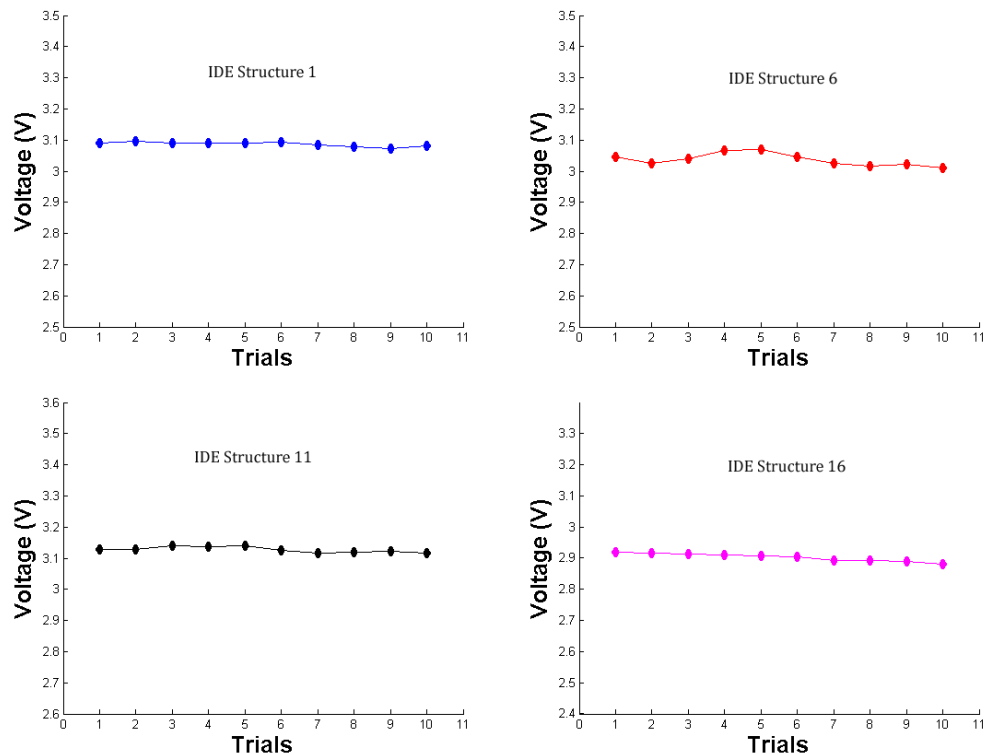 3.5
3.4
3.3
3.2
3.1
3
2.9
2.8
2.7
2.6
2.5
Voltage (V)
IDE Structure 1
0 1 2 3 4 5 6 7 8 9 10 11
Trials
3.5
3.4
3.3
3.2
3.1
3
2.9
2.8
2.7
2.6
2.5
Voltage (V)
IDE Structure 6
0 1 2 3 4 5 6 7 8 9 10 11
Trials
3.6
3.5
3.4
3.3
3.2
3.1
3
2.9
2.8
2.7
2.6
Voltage (V)
IDE Structure 11
0 1 2 3 4 5 6 7 8 9 10 11
Trials
3.3
3.2
3.1
3
2.9
2.8
2.7
2.6
2.5
2.4
Voltage (V)
IDE Structure 16
0 1 2 3 4 5 6 7 8 9 10 11
Trials